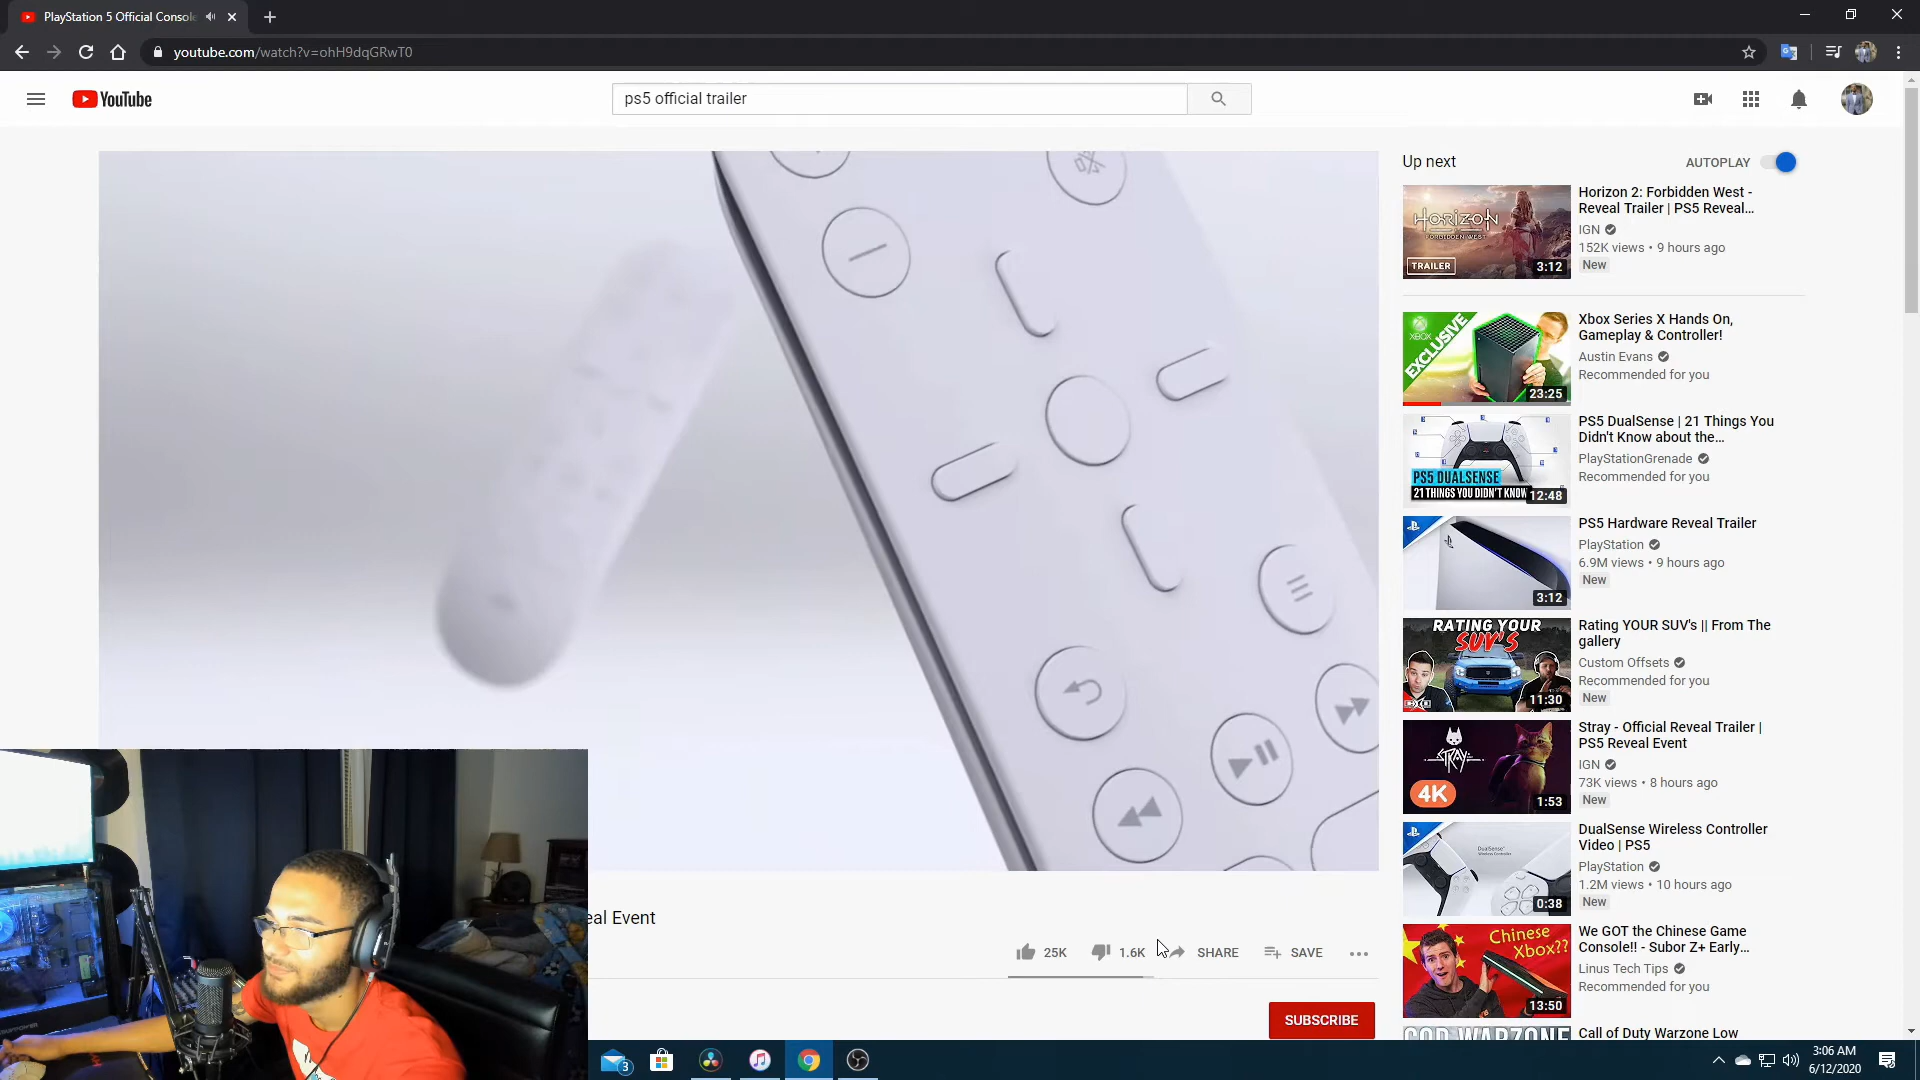 PlayStation 5 Official Console
youtube.com/watch?v=ohH9dqGRwT0
YouTube
ps5 official trailer
Up next
AUTOPLAY
HORIZON
FORBIDDEN WEST
TRAILER
3:12
Horizon 2: Forbidden West -
Reveal Trailer | PS5 Reveal...
IGN
152K views • 9 hours ago
New
XBOX
EXCLUSIVE
23:25
Xbox Series X Hands On,
Gameplay & Controller!
Austin Evans
Recommended for you
PS5 DUALSENSE
21 THINGS YOU DIDN'T KNOW
12:48
PS5 DualSense | 21 Things You
Didn't Know about the...
PlayStationGrenade
Recommended for you
3:12
PS5 Hardware Reveal Trailer
PlayStation
6.9M views • 9 hours ago
New
RATING YOUR
SUV'S
11:30
Rating YOUR SUV's || From The
gallery
Custom Offsets
Recommended for you
New
STRAY
4K
1:53
Stray - Official Reveal Trailer |
PS5 Reveal Event
IGN
73K views • 8 hours ago
New
DualSense
0:38
DualSense Wireless Controller
Video | PS5
PlayStation
1.2M views • 10 hours ago
New
Chinese
Xbox??
13:50
We GOT the Chinese Game
Console!! - Subor Z+ Early...
Linus Tech Tips
Recommended for you
Call of Duty Warzone Low
eal Event
25K
1.6K
SHARE
SAVE
SUBSCRIBE
3
3:06 AM
6/12/2020